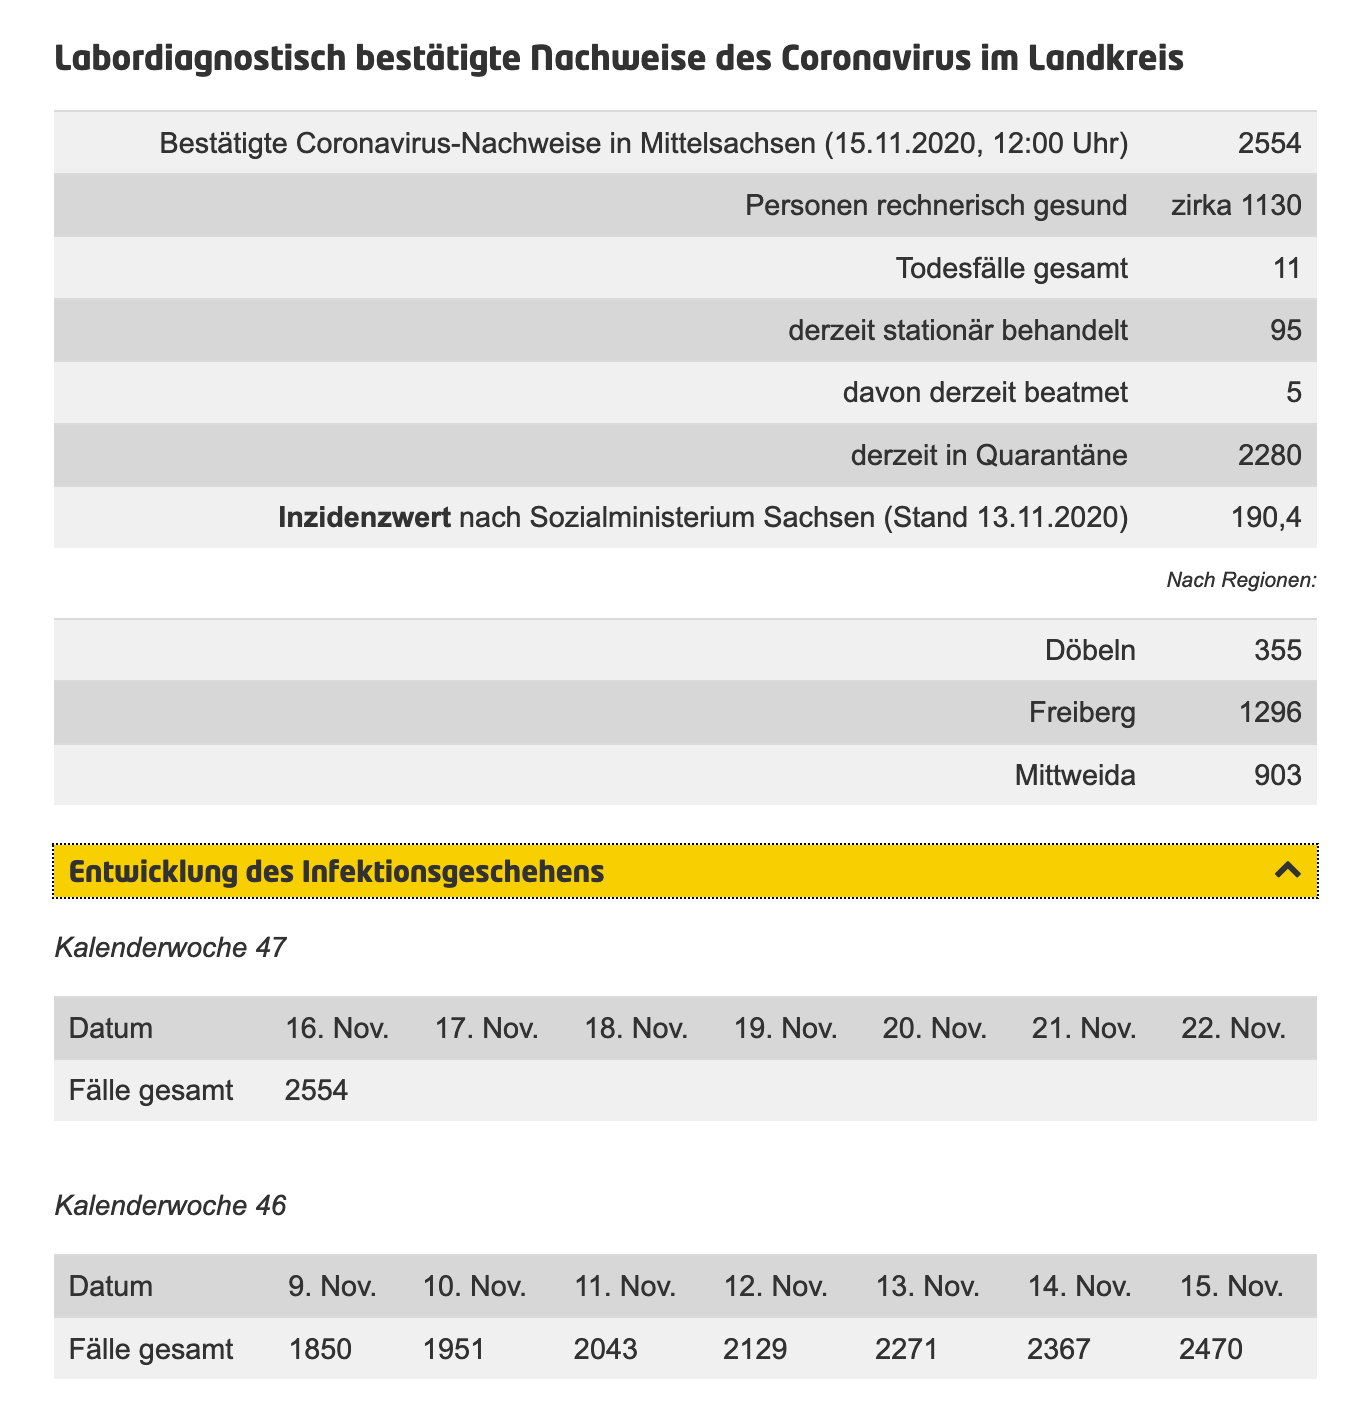 Labordiagnostisch bestätigte Nachweise des Coronavirus im Landkreis
Bestätigte Coronavirus-Nachweise in Mittelsachsen (15.11.2020, 12:00 Uhr) 2554
Personen rechnerisch gesund zirka 1130
Todesfälle gesamt 11
derzeit stationär behandelt 95
davon derzeit beatmet 5
derzeit in Quarantäne 2280
Inzidenzwert nach Sozialministerium Sachsen (Stand 13.11.2020) 190,4
Nach Regionen:
Döbeln 355
Freiberg 1296
Mittweida 903
Entwicklung des Infektionsgeschehens
Kalenderwoche 47
Datum 16. Nov. 17. Nov. 18. Nov. 19. Nov. 20. Nov. 21. Nov. 22. Nov.
Fälle gesamt 2554
Kalenderwoche 46
Datum 9. Nov. 10. Nov. 11. Nov. 12. Nov. 13. Nov. 14. Nov. 15. Nov.
Fälle gesamt 1850 1951 2043 2129 2271 2367 2470